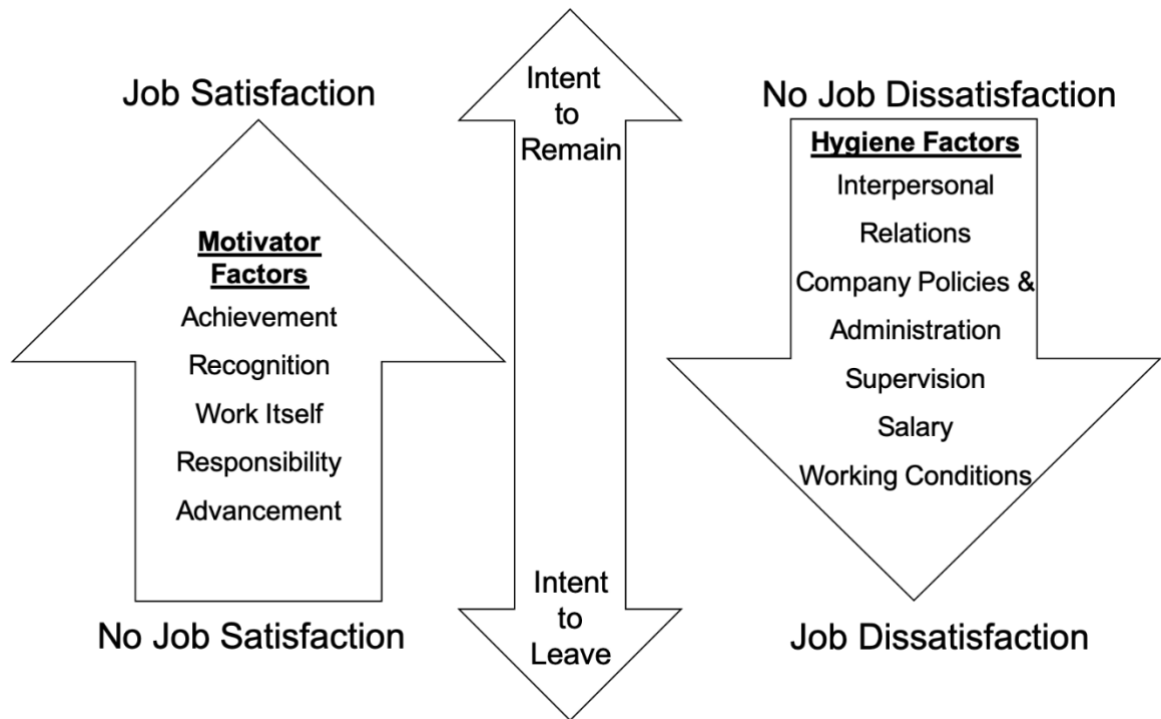 Job Satisfaction
Motivator
Factors
Achievement
Recognition
Work Itself
Responsibility
Advancement
No Job Satisfaction
Intent
to
Remain
Intent
to
Leave
No Job Dissatisfaction
Hygiene Factors
Interpersonal
Relations
Company Policies &
Administration
Supervision
Salary
Working Conditions
Job Dissatisfaction